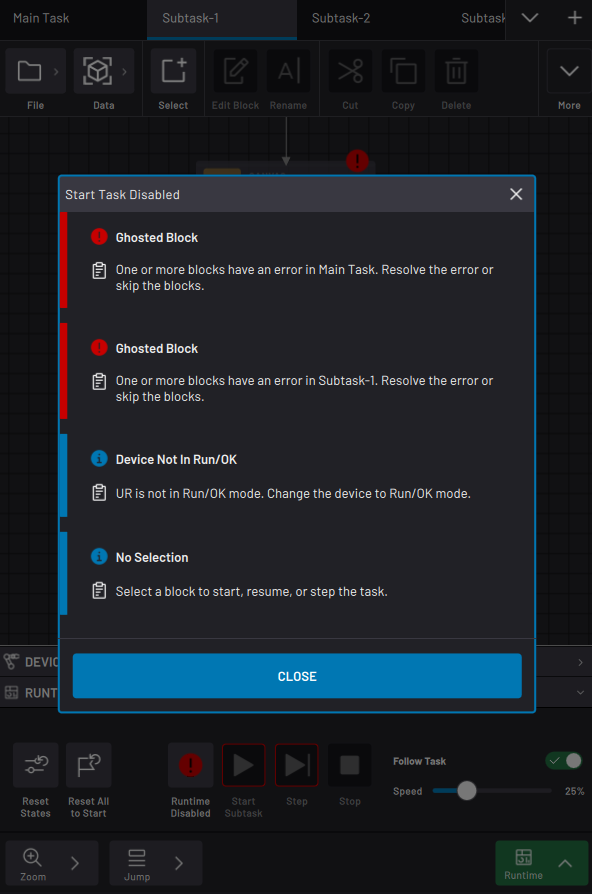 Main Task
Subtask-1
Subtask-2
Subtask
File
Data
Select
Edit Block
Rename
Cut
Copy
Delete
More
Start Task Disabled
Ghosted Block
One or more blocks have an error in Main Task. Resolve the error or
skip the blocks.
Ghosted Block
One or more blocks have an error in Subtask-1. Resolve the error or
skip the blocks.
Device Not In Run/OK
UR is not in Run/OK mode. Change the device to Run/OK mode.
No Selection
Select a block to start, resume, or step the task.
DEVIC
CLOSE
RUNT
Follow Task
Speed
25%
Reset
States
Reset All
to Start
Runtime
Disabled
Start
Subtask
Step
Stop
Zoom
Jump
Runtime